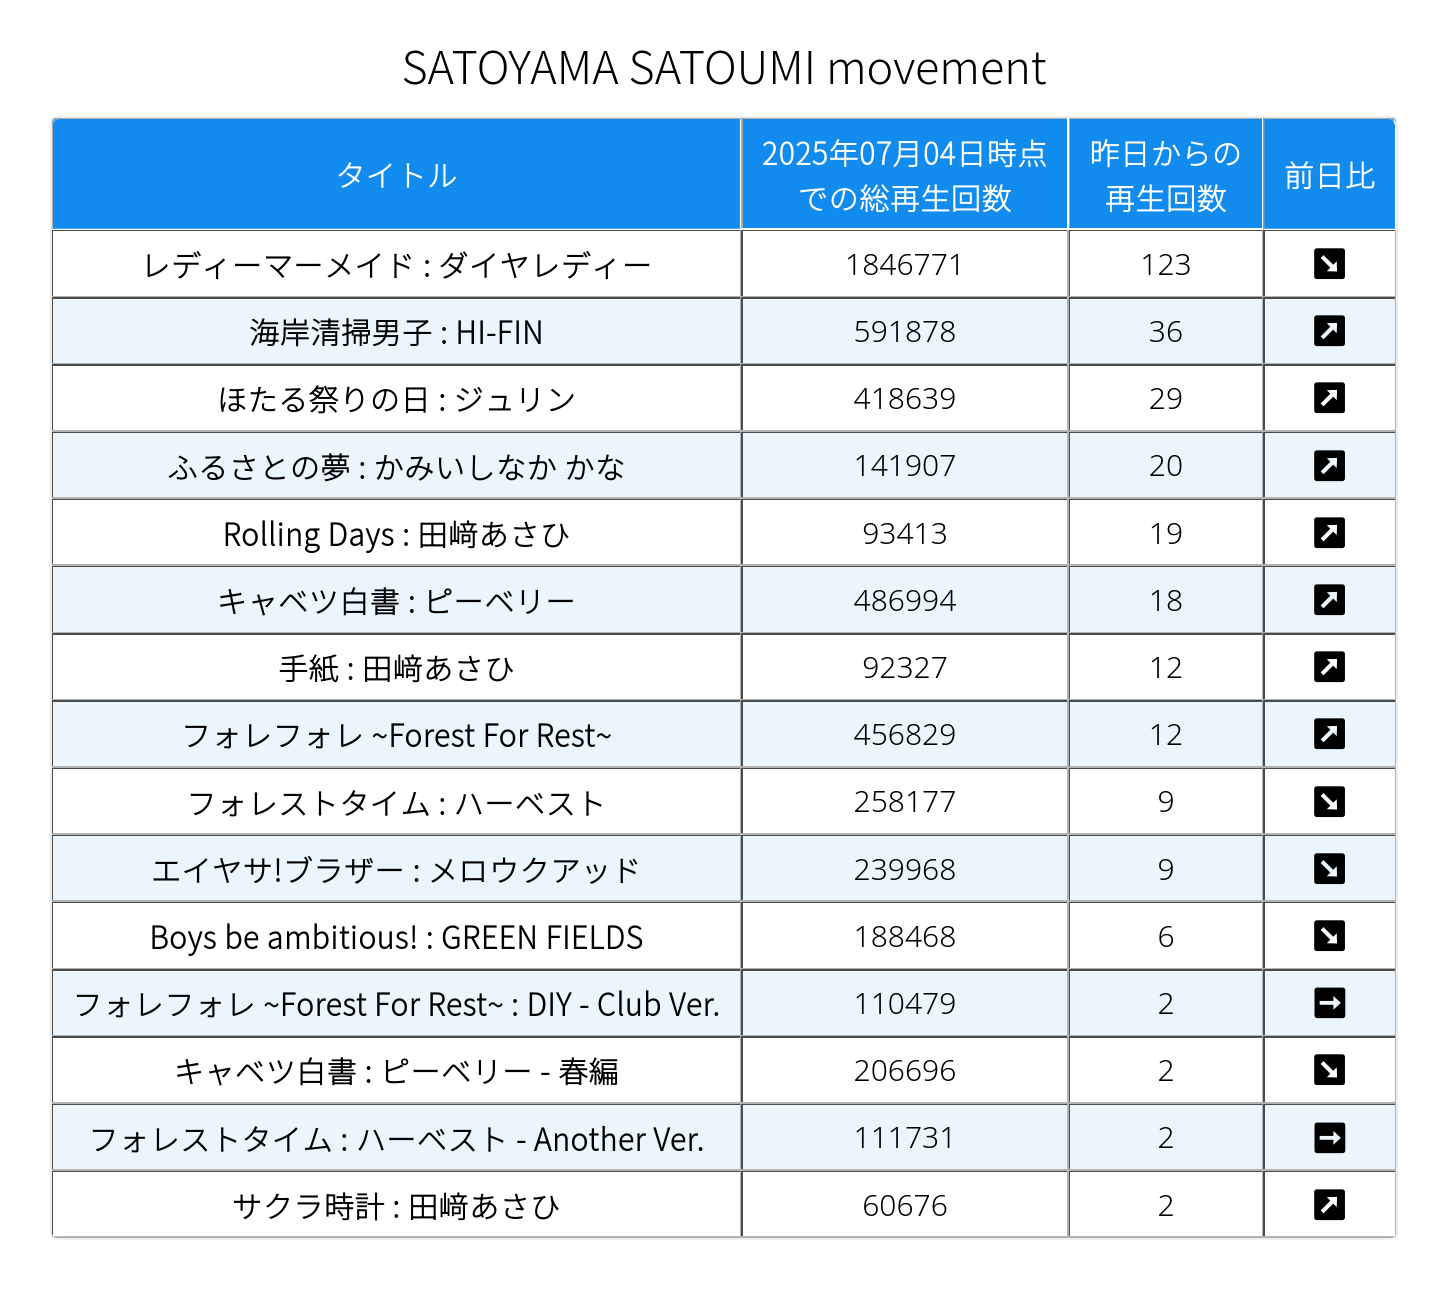 SATOYAMA SATOUMI movement
タイトル 2025年07月04日時点 昨日からの 前日比
での総再生回数 再生回数
レディーマーメイド : ダイヤレディー 1846771 123 ↘
海岸清掃男子 : HI-FIN 591878 36 ↗
ほたる祭りの日 : ジュリン 418639 29 ↗
ふるさとの夢 : かみいしなか かな 141907 20 ↗
Rolling Days : 田﨑あさひ 93413 19 ↗
キャベツ白書 : ピーベリー 486994 18 ↗
手紙 : 田﨑あさひ 92327 12 ↗
フォレフォレ ~Forest For Rest~ 456829 12 ↗
フォレストタイム : ハーベスト 258177 9 ↘
エイヤサ!ブラザー : メロウクアッド 239968 9 ↘
Boys be ambitious! : GREEN FIELDS 188468 6 ↘
フォレフォレ ~Forest For Rest~ : DIY - Club Ver. 110479 2 →
キャベツ白書 : ピーベリー - 春編 206696 2 ↘
フォレストタイム : ハーベスト - Another Ver. 111731 2 →
サクラ時計 : 田﨑あさひ 60676 2 ↗